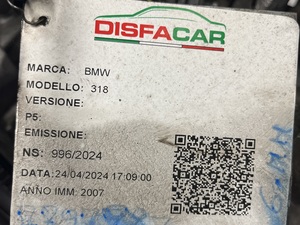 DISFACAR
MARCA: BMW
MODELLO: 318
VERSIONE:
P5:
EMISSIONE:
NS: 996/2024
DATA: 24/04/2024 17:09:00
ANNO IMM: 2007